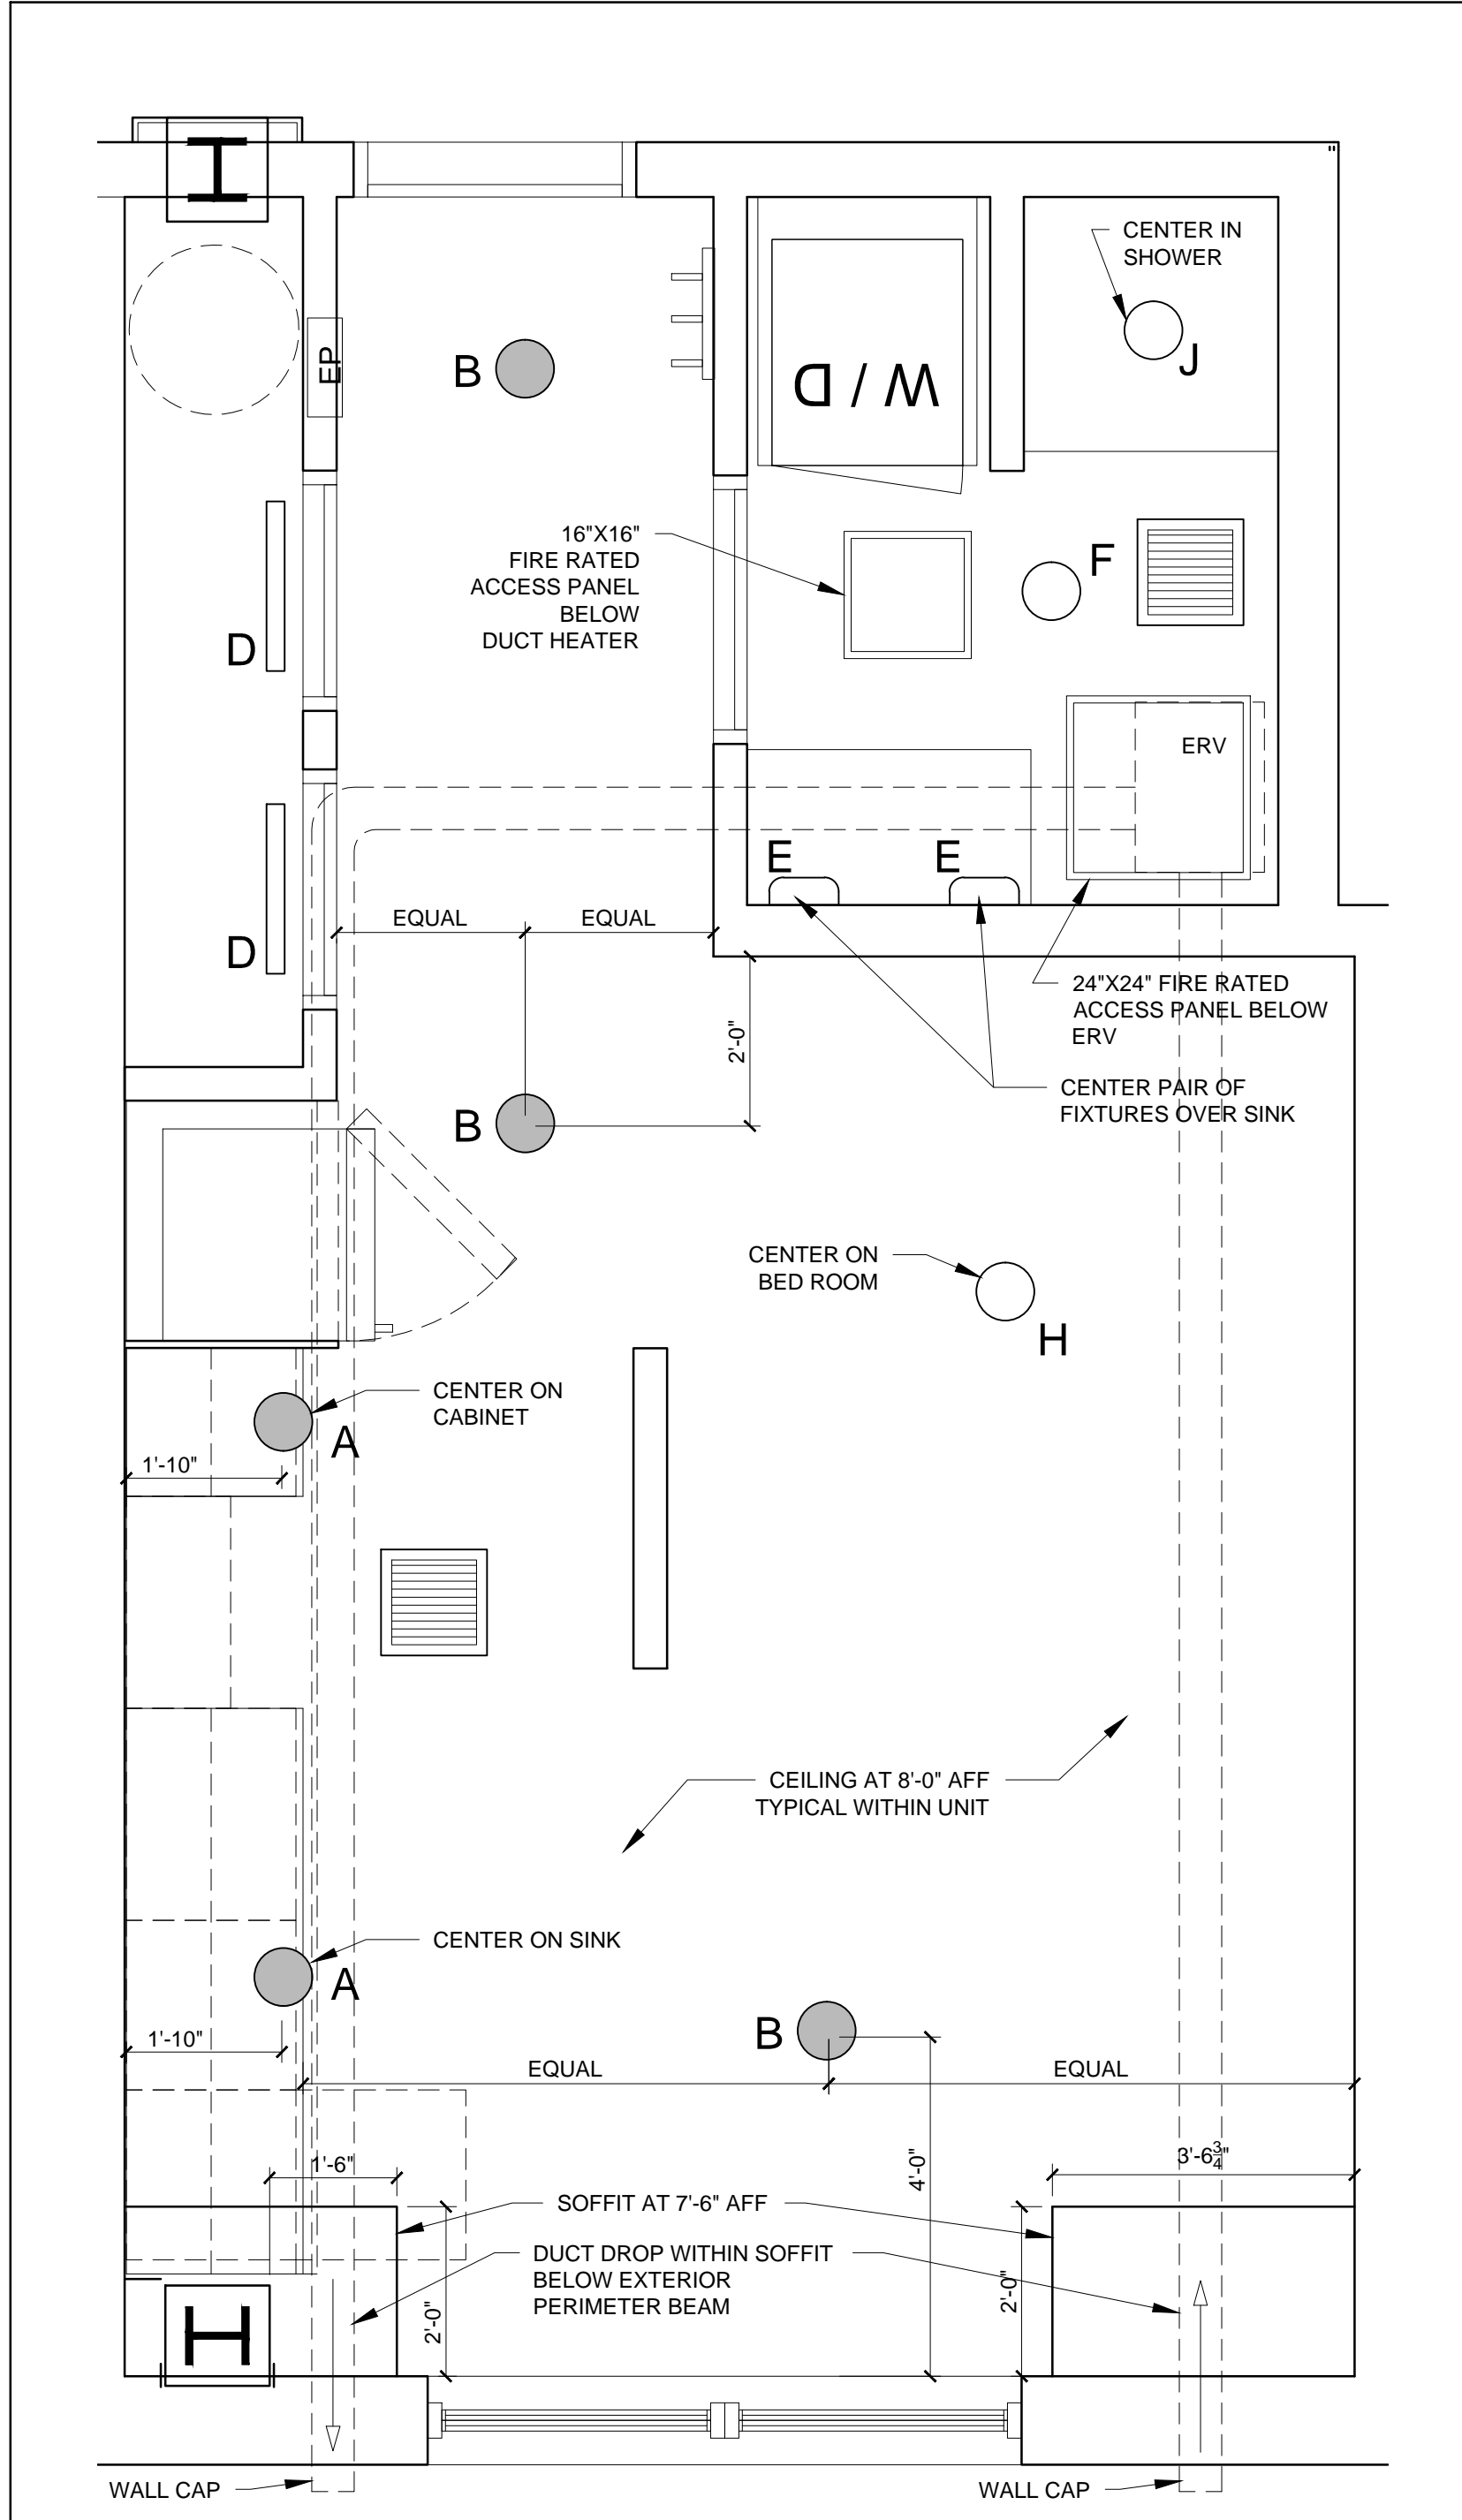 "
CENTER IN
SHOWER
J
EP
B
W / D
16"X16"
FIRE RATED
ACCESS PANEL
BELOW
DUCT HEATER
F
D
ERV
E
E
EQUAL
EQUAL
D
24"X24" FIRE RATED
ACCESS PANEL BELOW
ERV
2'-0"
CENTER PAIR OF
FIXTURES OVER SINK
B
CENTER ON
BED ROOM
H
CENTER ON
CABINET
A
1'-10"
CEILING AT 8'-0" AFF
TYPICAL WITHIN UNIT
CENTER ON SINK
A
B
1'-10"
EQUAL
EQUAL
1'-6"
4'-0"
3'-6 3/4"
SOFFIT AT 7'-6" AFF
DUCT DROP WITHIN SOFFIT
BELOW EXTERIOR
PERIMETER BEAM
2'-0"
2'-0"
WALL CAP
WALL CAP